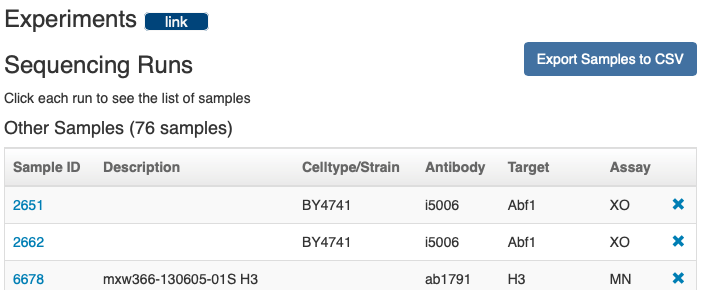 Experiments link
Sequencing Runs
Export Samples to CSV
Click each run to see the list of samples
Other Samples (76 samples)
Sample ID Description Celltype/Strain Antibody Target Assay
2651 BY4741 i5006 Abf1 XO ✖
2662 BY4741 i5006 Abf1 XO ✖
6678 mxw366-130605-01S H3 ab1791 H3 MN ✖